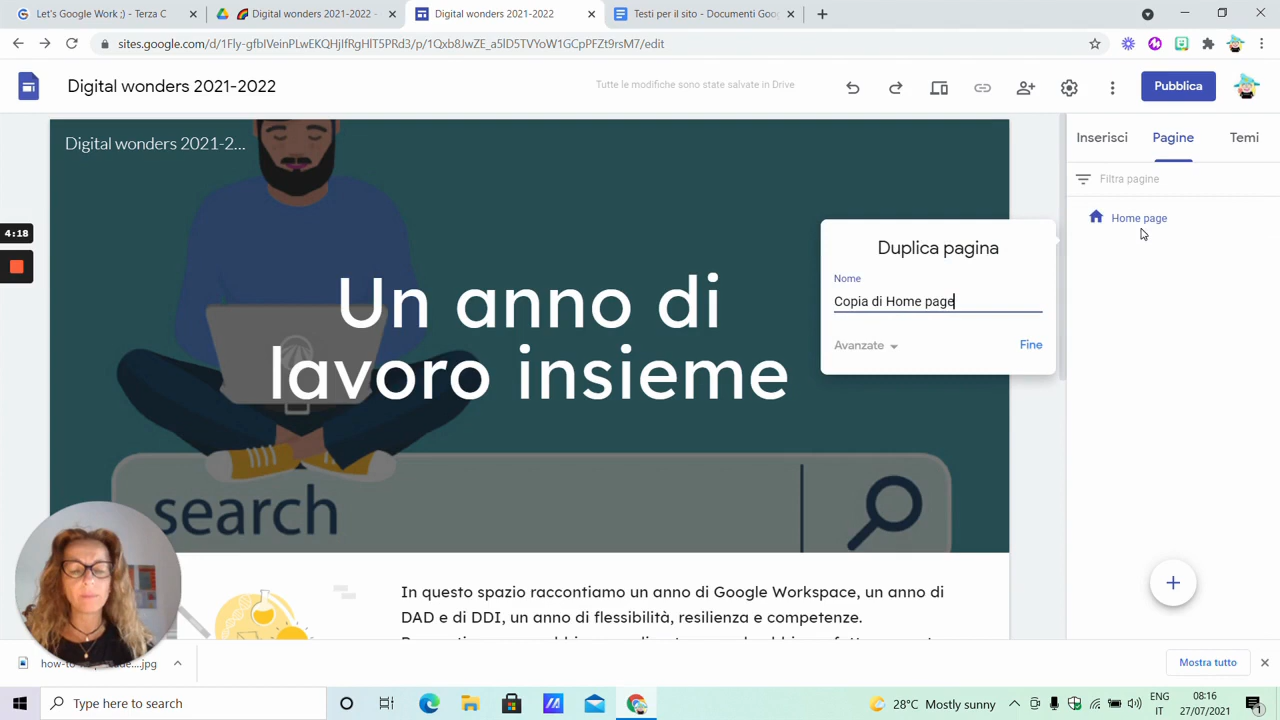 Let's Google Work ;) - Terza C
Digital wonders 2021-2022 -
Digital wonders 2021-2022
Testi per il sito - Documenti Goo
sites.google.com/d/1Fly-gfbIVeinPLwEKQHjIfRgHlT5PRd3/p/1QxbfJwZE_a5lD5TVYcW1GCpPFZt9rsM7/edit
Digital wonders 2021-2022
Tutte le modifiche sono state salvate in Drive
Pubblica
Digital wonders 2021-2...
Inserisci
Pagine
Temi
Filtra pagine
Home page
4:18
Duplica pagina
Nome
Copia di Home page
Avanzate
Fine
Un anno di
lavoro insieme
search
In questo spazio raccontiamo un anno di Google Workspace, un anno di
DAD e di DDI, un anno di flessibilità, resilienza e competenze.
Mostra tutto
Type here to search
28°C Mostly sunny
ENG
IT
08:16
27/07/2021
1